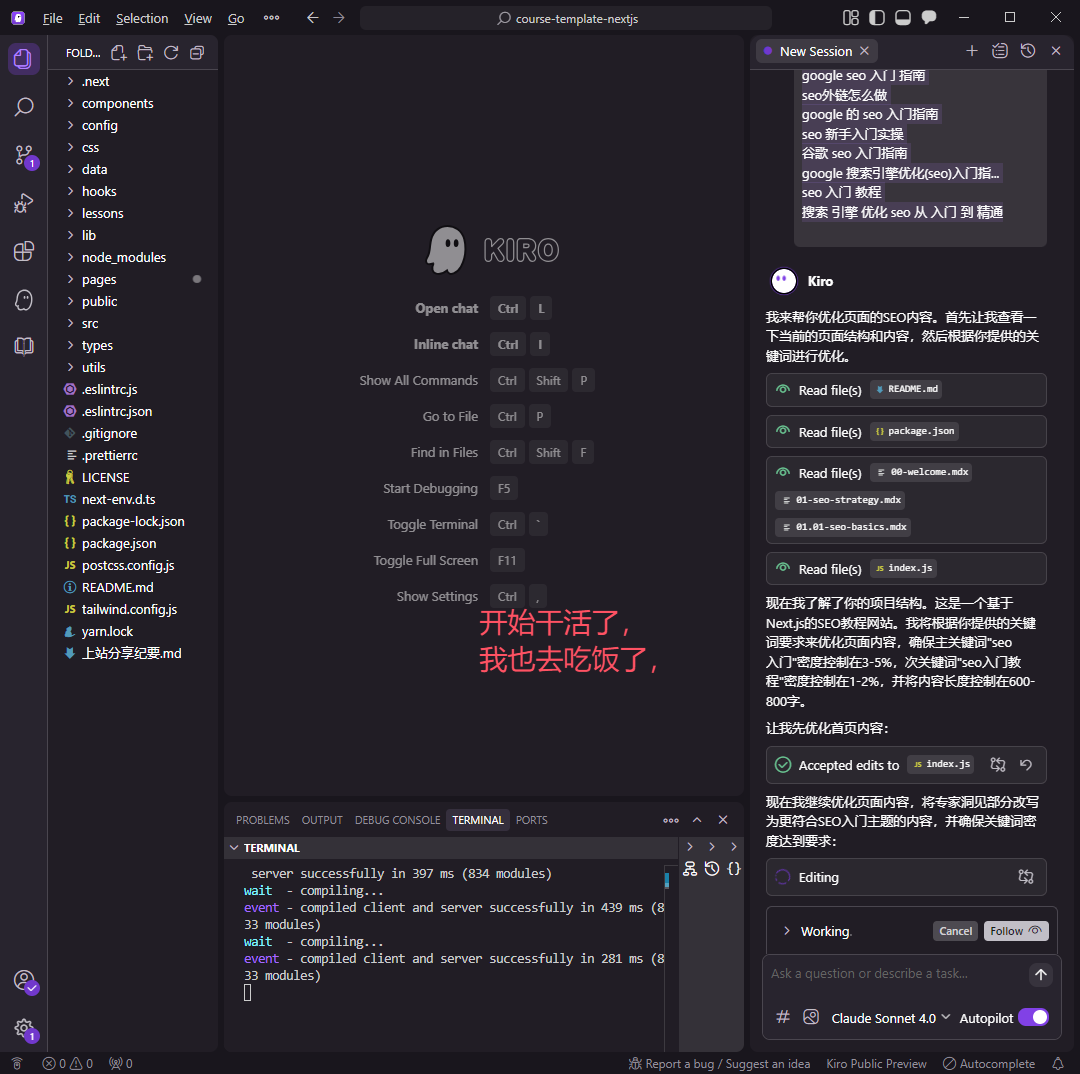 File Edit Selection View Go
course-template-nextjs
FOLD...
.next
components
config
css
data
hooks
lessons
lib
node_modules
pages
public
src
types
utils
.eslintrc.js
.eslintrc.json
.gitignore
.prettierrc
LICENSE
TS next-env.d.ts
{} package-lock.json
{} package.json
JS postcss.config.js
README.md
JS tailwind.config.js
yarn.lock
上站分享纪要.md
1
1
KIRO
Open chat Ctrl L
Inline chat Ctrl I
Show All Commands Ctrl Shift P
Go to File Ctrl P
Find in Files Ctrl Shift F
Start Debugging F5
Toggle Terminal Ctrl `
Toggle Full Screen F11
Show Settings Ctrl ,
开始干活了，
我也去吃饭了，
PROBLEMS OUTPUT DEBUG CONSOLE TERMINAL PORTS
TERMINAL
server successfully in 397 ms (834 modules)
wait - compiling...
event - compiled client and server successfully in 439 ms (8
33 modules)
wait - compiling...
event - compiled client and server successfully in 281 ms (8
33 modules)
{}
New Session
google seo 入门 指南
seo外链怎么做
google 的 seo 入门指南
seo 新手入门实操
谷歌 seo 入门指南
google 搜索引擎优化(seo)入门指...
seo 入门 教程
搜索 引擎 优化 seo 从 入门 到 精通
Kiro
我来帮你优化页面的SEO内容。首先让我查看一
下当前的页面结构和内容，然后根据你提供的关
键词进行优化。
Read file(s) README.md
Read file(s) {} package.json
Read file(s) 00-welcome.mdx
01-seo-strategy.mdx
01.01-seo-basics.mdx
Read file(s) JS index.js
现在我了解了你的项目结构。这是一个基于
Next.js的SEO教程网站。我将根据你提供的关键
词要求来优化页面内容，确保主关键词"seo
入门"密度控制在3-5%，次关键词"seo入门教
程"密度控制在1-2%，并将内容长度控制在600-
800字。
让我先优化首页内容：
Accepted edits to JS index.js
现在我继续优化页面内容，将专家洞见部分改写
为更符合SEO入门主题的内容，并确保关键词密
度达到要求：
Editing
Working. Cancel Follow
Ask a question or describe a task...
# Claude Sonnet 4.0 Autopilot
0 0 0
Report a bug / Suggest an idea Kiro Public Preview Autocomplete